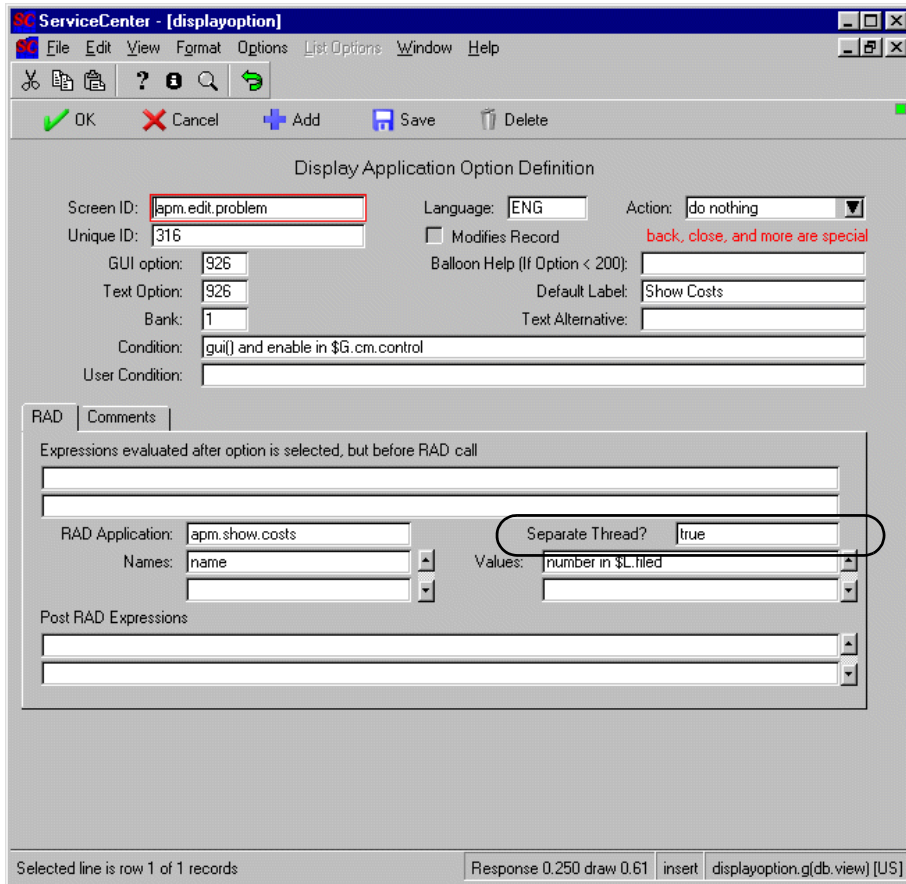 SC ServiceCenter - [displayoption]
SC File Edit View Format Options List Options Window Help
?
OK Cancel Add Save Delete
Display Application Option Definition
Screen ID: apm.edit.problem Language: ENG Action: do nothing
Unique ID: 316 Modifies Record back, close, and more are special
GUI option: 926 Balloon Help (If Option < 200):
Text Option: 926 Default Label: Show Costs
Bank: 1 Text Alternative:
Condition: gui() and enable in $G.cm.control
User Condition:
RAD Comments
Expressions evaluated after option is selected, but before RAD call
RAD Application: apm.show.costs Separate Thread? true
Names: name Values: number in $L.filed
Post RAD Expressions
Selected line is row 1 of 1 records Response 0.250 draw 0.61 insert displayoption.g(db.view) [US]